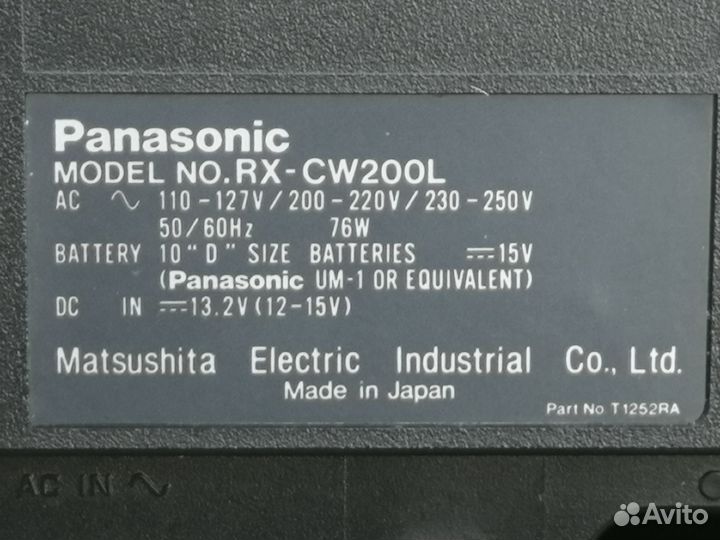 Panasonic
MODEL NO. RX-CW200L
AC ∿ 110-127V/200-220V/230-250V
50/60Hz 76W
BATTERY 10 "D" SIZE BATTERIES ⎓15V
(Panasonic UM-1 OR EQUIVALENT)
DC IN ⎓13.2V (12-15V)
Matsushita Electric Industrial Co., Ltd.
Made in Japan
Part No T1252RA
AC IN ∿
Avito